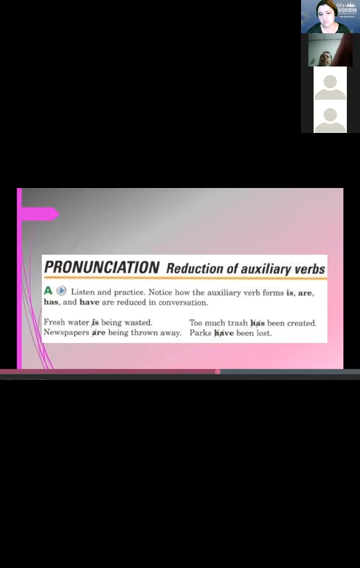 PRONUNCIATION Reduction of auxiliary verbs
A Listen and practice. Notice how the auxiliary verb forms is, are,
has, and have are reduced in conversation.
Fresh water is being wasted.
Newspapers are being thrown away.
Too much trash has been created.
Parks have been lost.